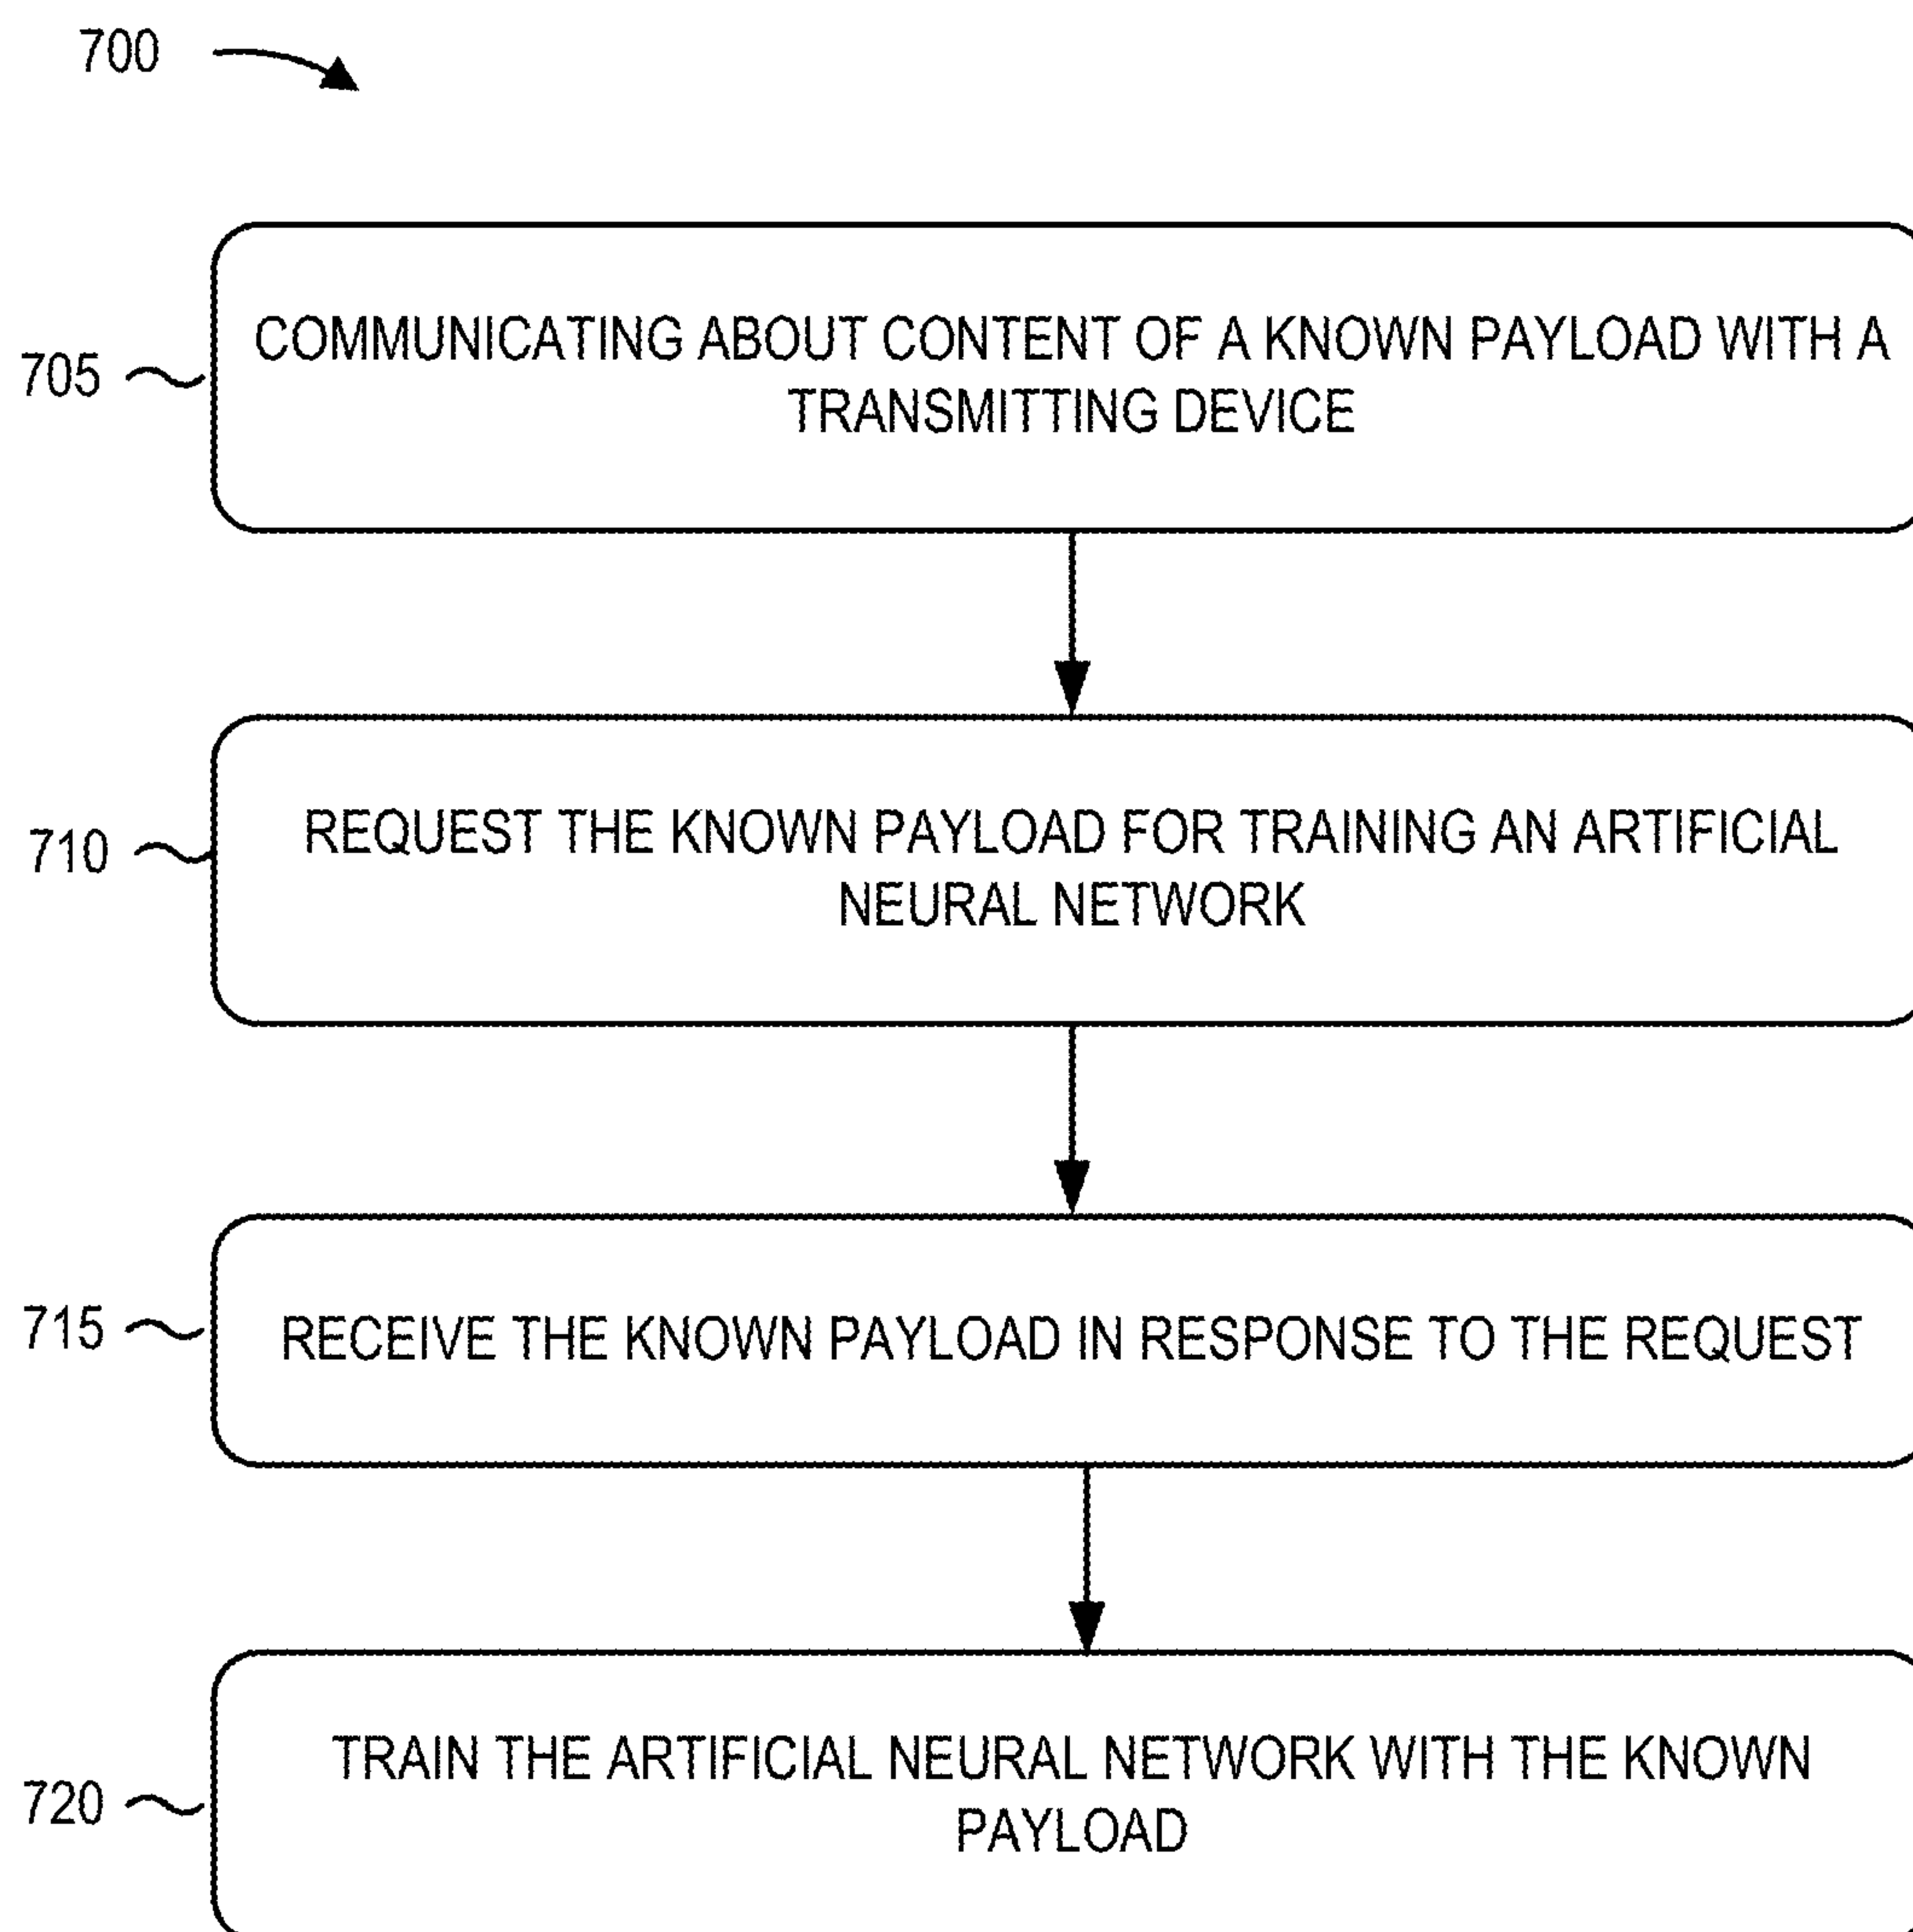 700
COMMUNICATING ABOUT CONTENT OF A KNOWN PAYLOAD WITH A
TRANSMITTING DEVICE
705
REQUEST THE KNOWN PAYLOAD FOR TRAINING AN ARTIFICIAL
NEURAL NETWORK
710
RECEIVE THE KNOWN PAYLOAD IN RESPONSE TO THE REQUEST
715
TRAIN THE ARTIFICIAL NEURAL NETWORK WITH THE KNOWN
PAYLOAD
720